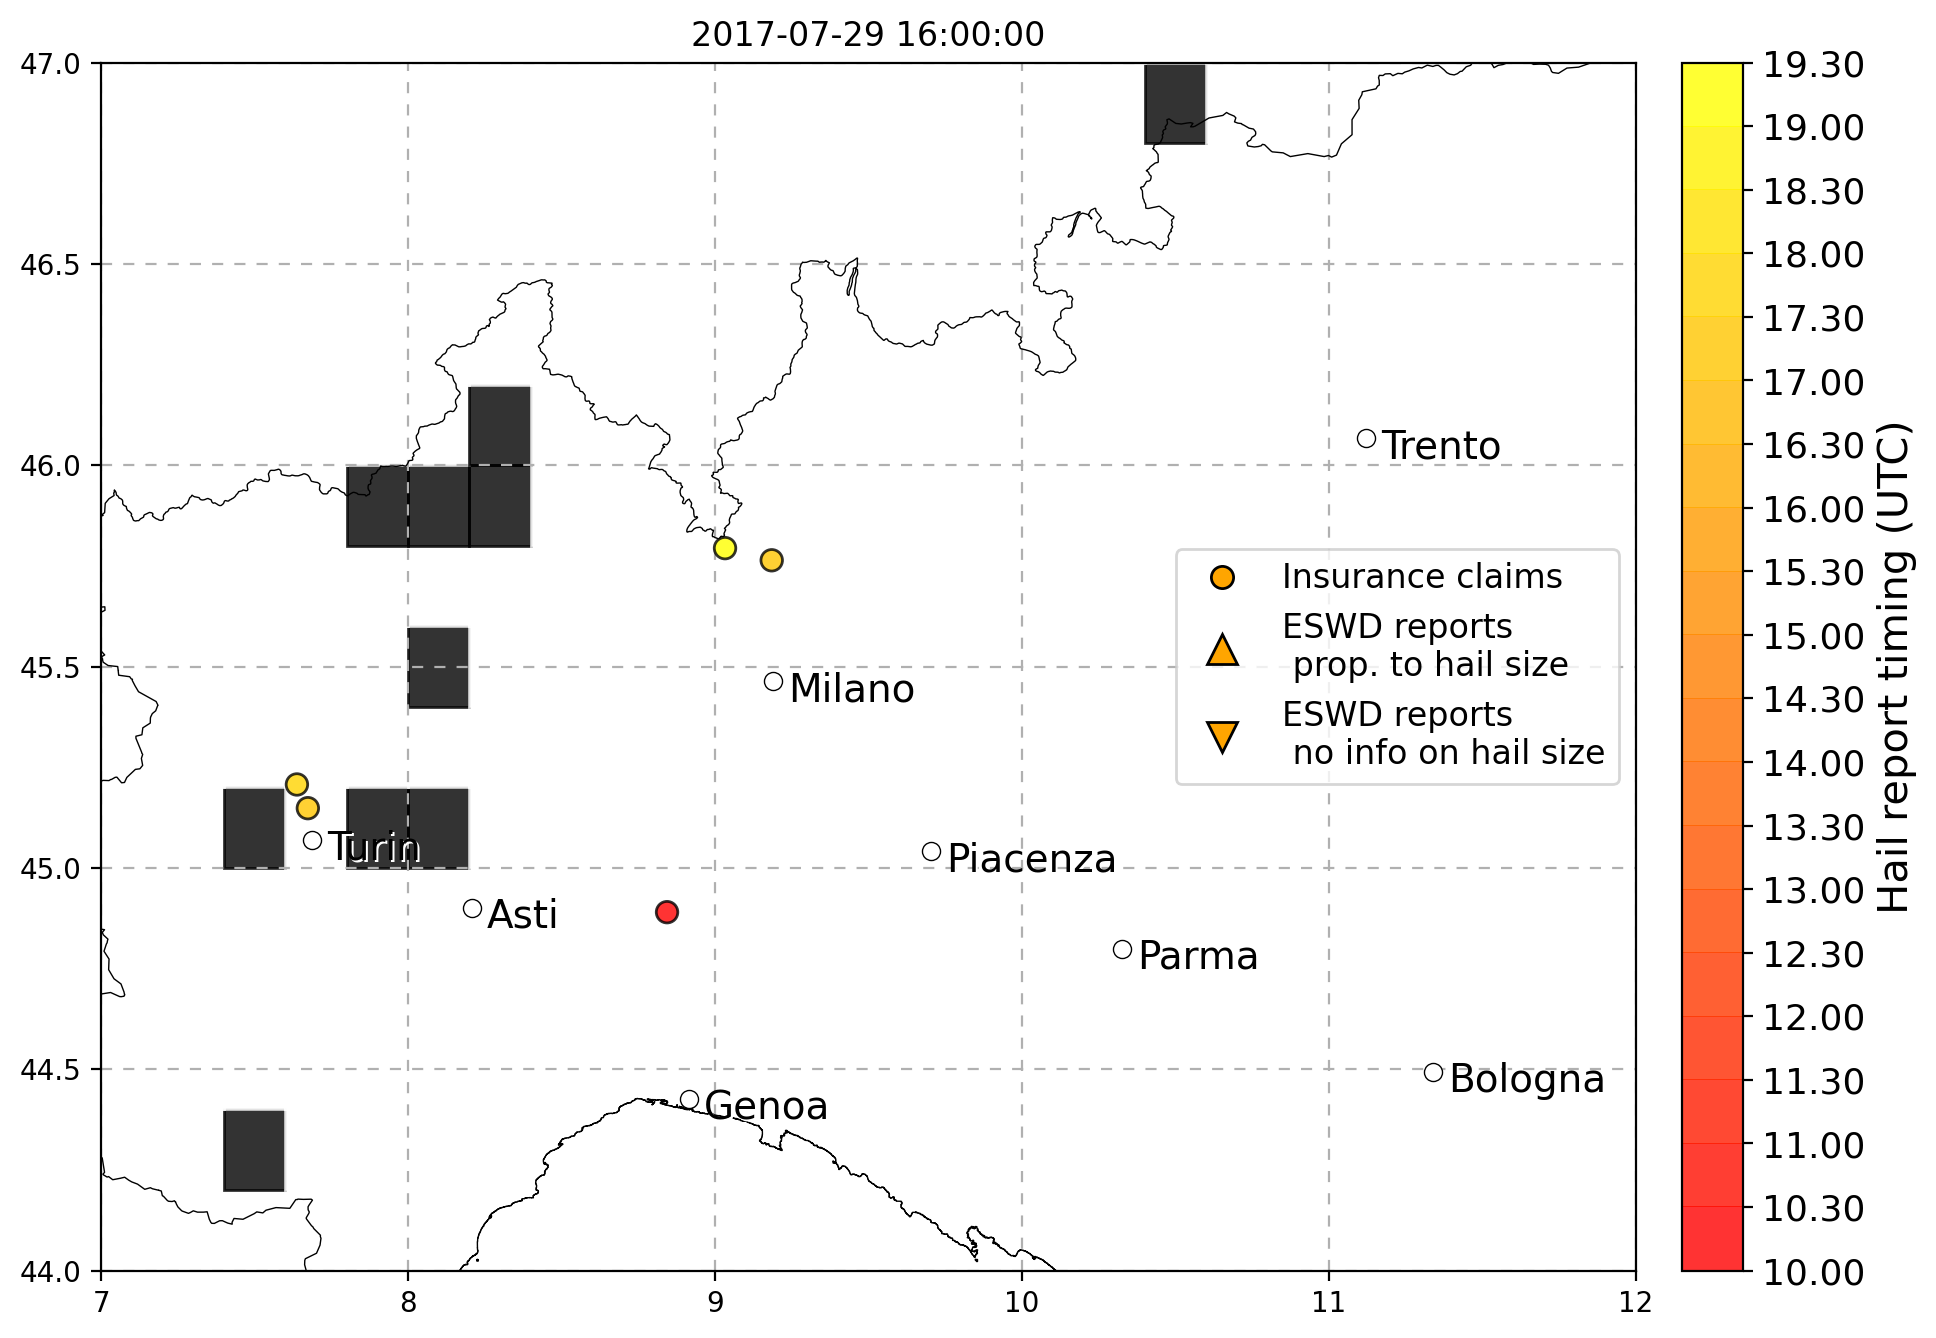 2017-07-29 16:00:00
47.0
46.5
46.0
45.5
45.0
44.5
44.0
7
8
9
10
11
12
Trento
Milano
Turin
Piacenza
Asti
Parma
Bologna
Genoa
Insurance claims
ESWD reports
prop. to hail size
ESWD reports
no info on hail size
19.30
19.00
18.30
18.00
17.30
17.00
16.30
16.00
15.30
15.00
14.30
14.00
13.30
13.00
12.30
12.00
11.30
11.00
10.30
10.00
Hail report timing (UTC)